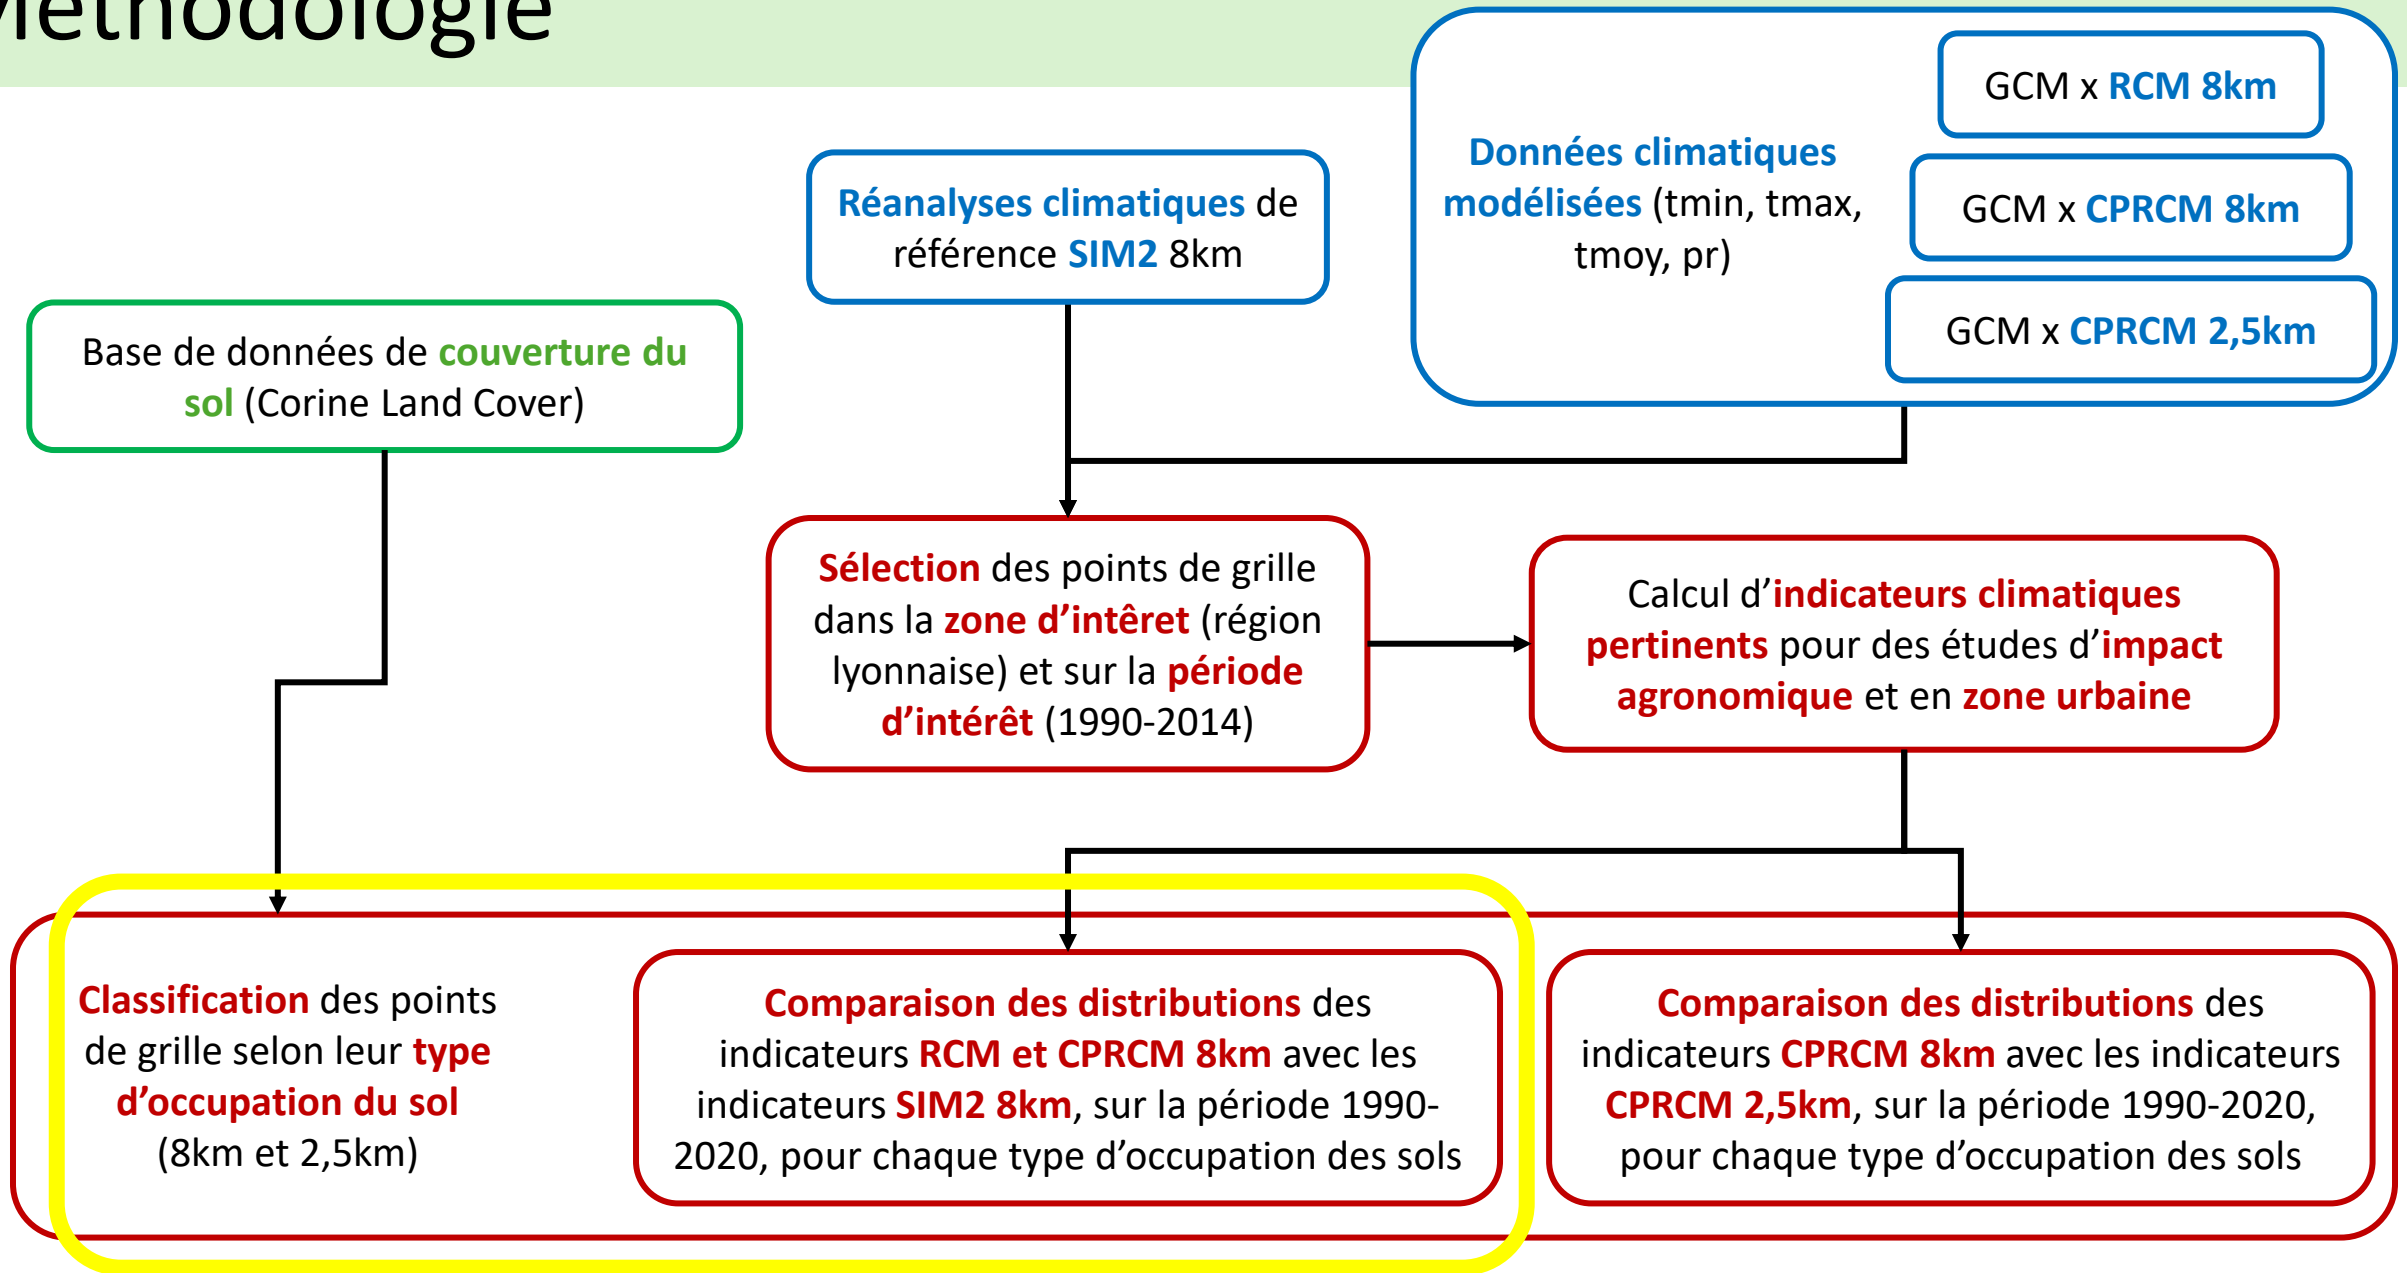 Méthodologie
GCM x RCM 8km
Données climatiques
modélisées (tmin, tmax,
tmoy, pr)
GCM x CPRCM 8km
GCM x CPRCM 2,5km
Réanalyses climatiques de
référence SIM2 8km
Base de données de couverture du
sol (Corine Land Cover)
Sélection des points de grille
dans la zone d’intêret (région
lyonnaise) et sur la période
d’intérêt (1990-2014)
Calcul d’indicateurs climatiques
pertinents pour des études d’impact
agronomique et en zone urbaine
Classification des points
de grille selon leur type
d’occupation du sol
(8km et 2,5km)
Comparaison des distributions des
indicateurs RCM et CPRCM 8km avec les
indicateurs SIM2 8km, sur la période 1990-
2020, pour chaque type d’occupation des sols
Comparaison des distributions des
indicateurs CPRCM 8km avec les indicateurs
CPRCM 2,5km, sur la période 1990-2020,
pour chaque type d’occupation des sols